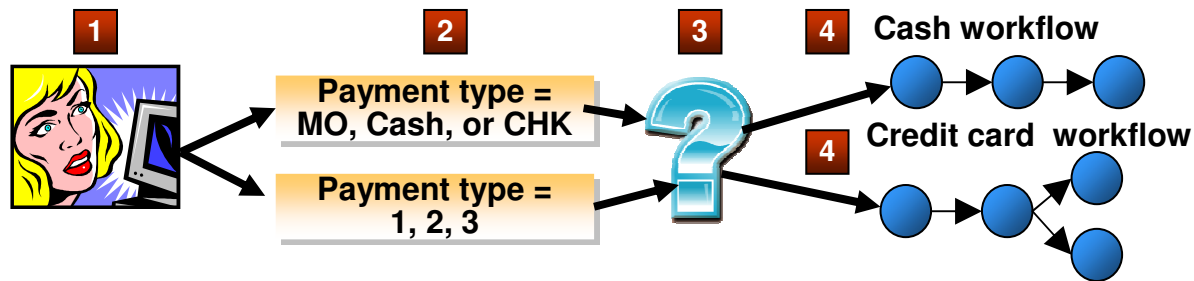 1
2
3
4
Cash workflow
Payment type =
MO, Cash, or CHK
4
Credit card workflow
Payment type =
1, 2, 3